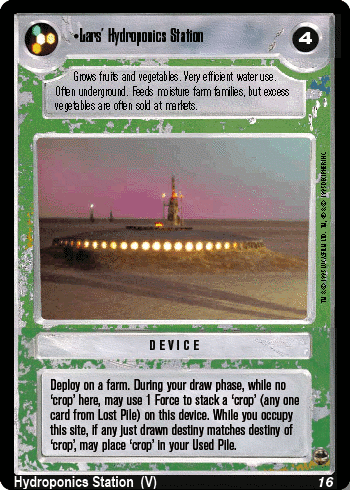 •Lars' Hydroponics Station
4
Grows fruits and vegetables. Very efficient water use.
Often underground. Feeds moisture farm families, but excess
vegetables are often sold at markets.
DEVICE
Deploy on a farm. During your draw phase, while no
'crop' here, may use 1 Force to stack a 'crop' (any one
card from Lost Pile) on this device. While you occupy
this site, if any just drawn destiny matches destiny of
'crop', may place 'crop' in your Used Pile.
Hydroponics Station (V)
16